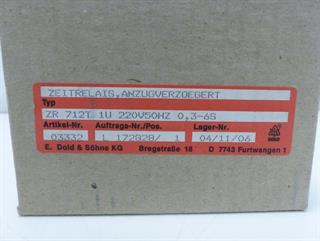 ZEITRELAIS,ANZUGVERZOEGERT
Typ
ZR 712T 1U 220V50HZ 0,3-6S
Artikel-Nr. Auftrags-Nr./Pos. Lager-Nr.
03332 L 172828/ 1 04/11/06
E. Dold & Söhne KG Bregstraße 18 D 7743 Furtwangen 1